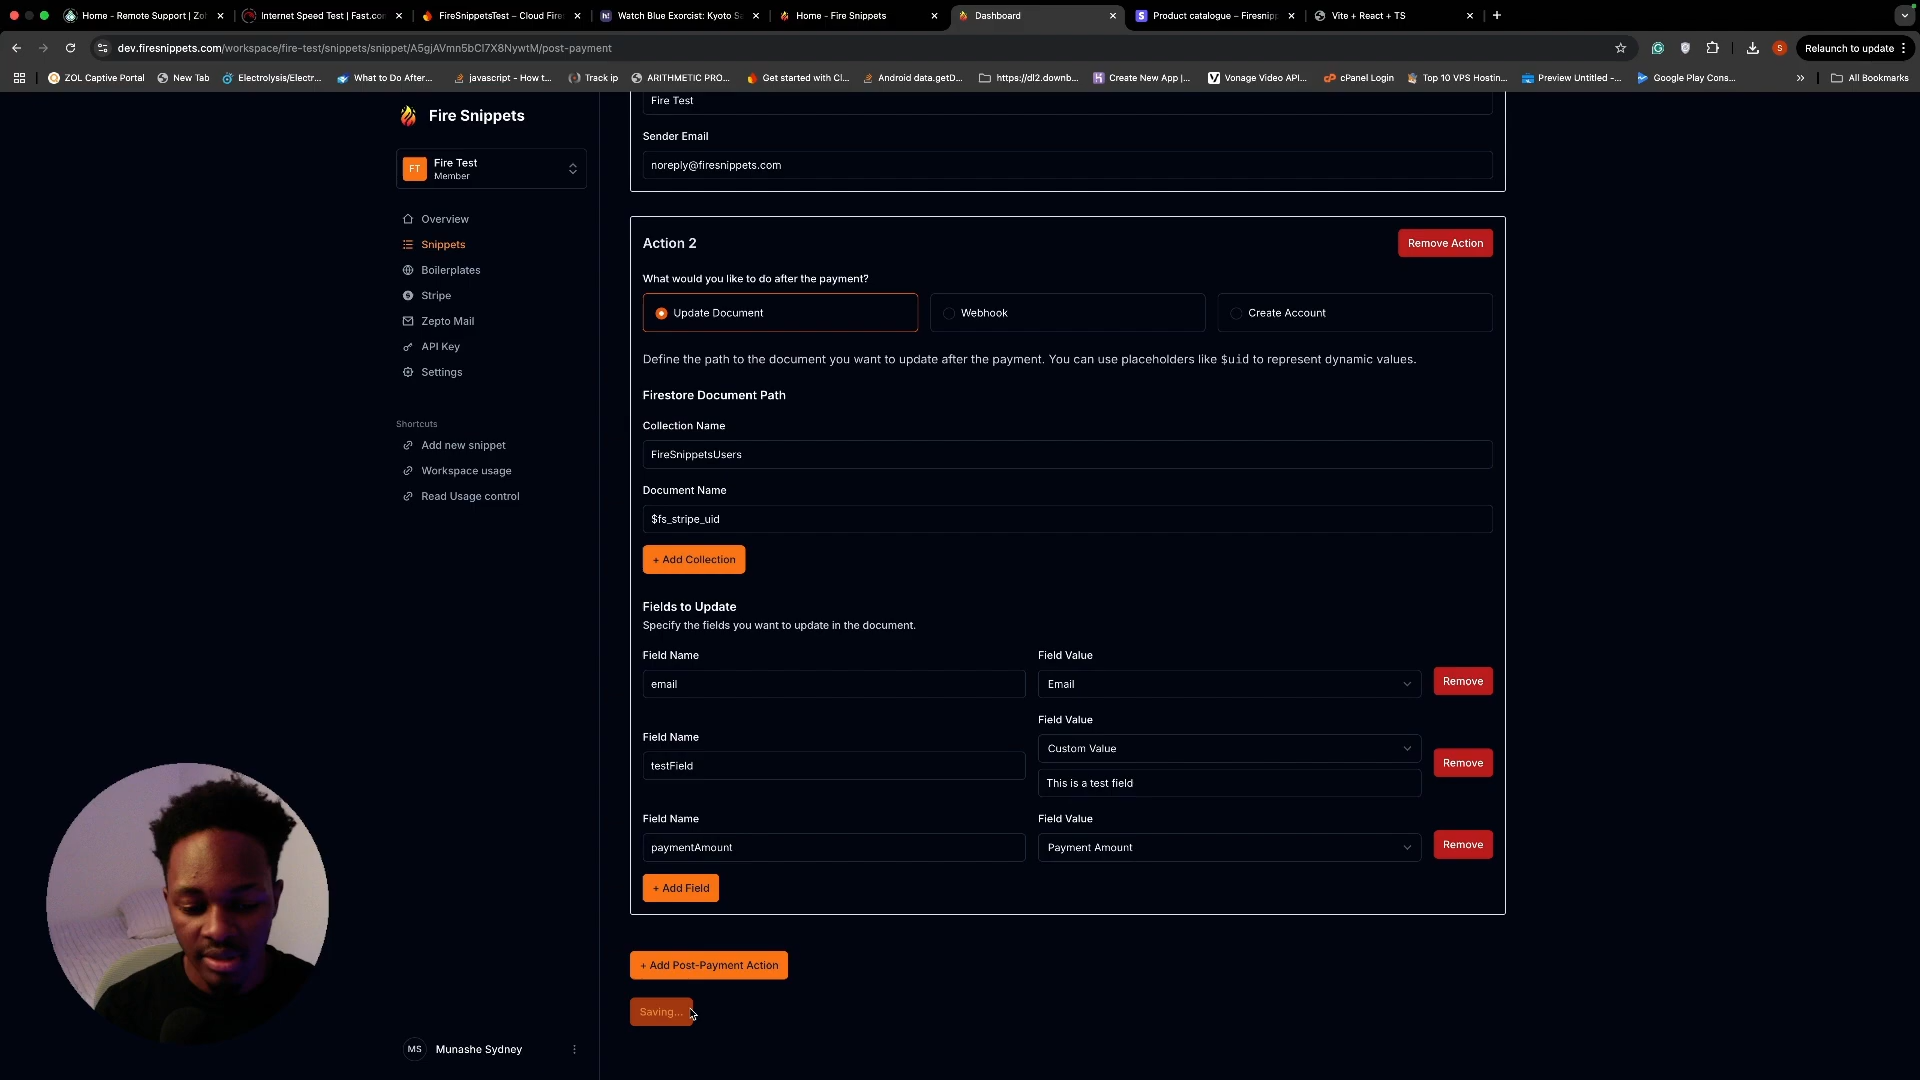 Home - Remote Support | Zo
Internet Speed Test | Fast.co
FireSnippetsTest – Cloud Fire
Watch Blue Exorcist: Kyoto S
Home - Fire Snippets
Dashboard
Product catalogue – Firesnip
Vite + React + TS
dev.firesnippets.com/workspace/fire-test/snippets/snippet/A5gjAVmn5bCl7X8NywtM/post-payment
Relaunch to update
ZOL Captive Portal
New Tab
Electrolysis/Electr...
What to Do After...
javascript - How t...
Track ip
ARITHMETIC PRO...
Get started with Cl...
Android data.getD...
https://dl2.downb...
Create New App |...
Vonage Video API...
cPanel Login
Top 10 VPS Hostin...
Preview Untitled -...
Google Play Cons...
All Bookmarks
Fire Snippets
FT
Fire Test
Member
Overview
Snippets
Boilerplates
Stripe
Zepto Mail
API Key
Settings
Shortcuts
Add new snippet
Workspace usage
Read Usage control
MS
Munashe Sydney
Fire Test
Sender Email
noreply@firesnippets.com
Action 2
Remove Action
What would you like to do after the payment?
Update Document
Webhook
Create Account
Define the path to the document you want to update after the payment. You can use placeholders like $uid to represent dynamic values.
Firestore Document Path
Collection Name
FireSnippetsUsers
Document Name
$fs_stripe_uid
+ Add Collection
Fields to Update
Specify the fields you want to update in the document.
Field Name
Field Value
email
Email
Remove
Field Name
Field Value
testField
Custom Value
This is a test field
Remove
Field Name
Field Value
paymentAmount
Payment Amount
Remove
+ Add Field
+ Add Post-Payment Action
Saving...